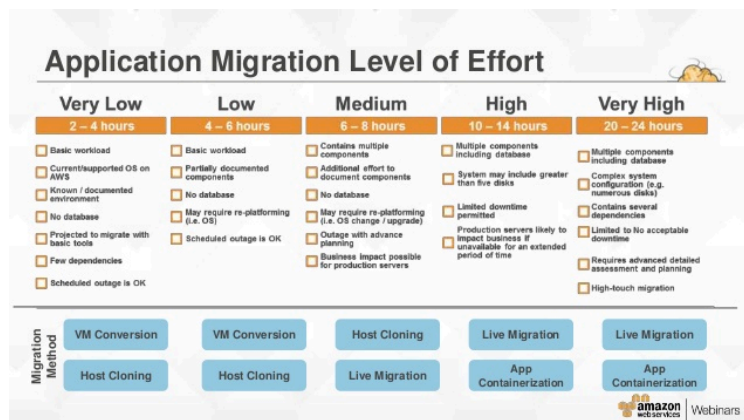 Application Migration Level of Effort
Very Low
2 – 4 hours
Basic workload
Current/supported OS on
AWS
Known / documented
environment
No database
Projected to migrate with
basic tools
Few dependencies
Scheduled outage is OK
Low
4 – 6 hours
Basic workload
Partially documented
components
No database
May require re-platforming
(i.e. OS)
Scheduled outage is OK
Medium
6 – 8 hours
Contains multiple
components
Additional effort to
document components
No database
May require re-platforming
(i.e. OS change / upgrade)
Outage with advance
planning
Business impact possible
for production servers
High
10 – 14 hours
Multiple components
including database
System may include greater
than five disks
Limited downtime
permitted
Production servers likely to
impact business if
unavailable for an extended
period of time
Very High
20 – 24 hours
Multiple components
including database
Complex system
configuration (e.g.
numerous disks)
Contains several
dependencies
Limited to No acceptable
downtime
Requires advanced detailed
assessment and planning
High-touch migration
Migration
Method
VM Conversion
VM Conversion
Host Cloning
Live Migration
Live Migration
Host Cloning
Host Cloning
Live Migration
App
Containerization
App
Containerization
amazon
webservices
Webinars